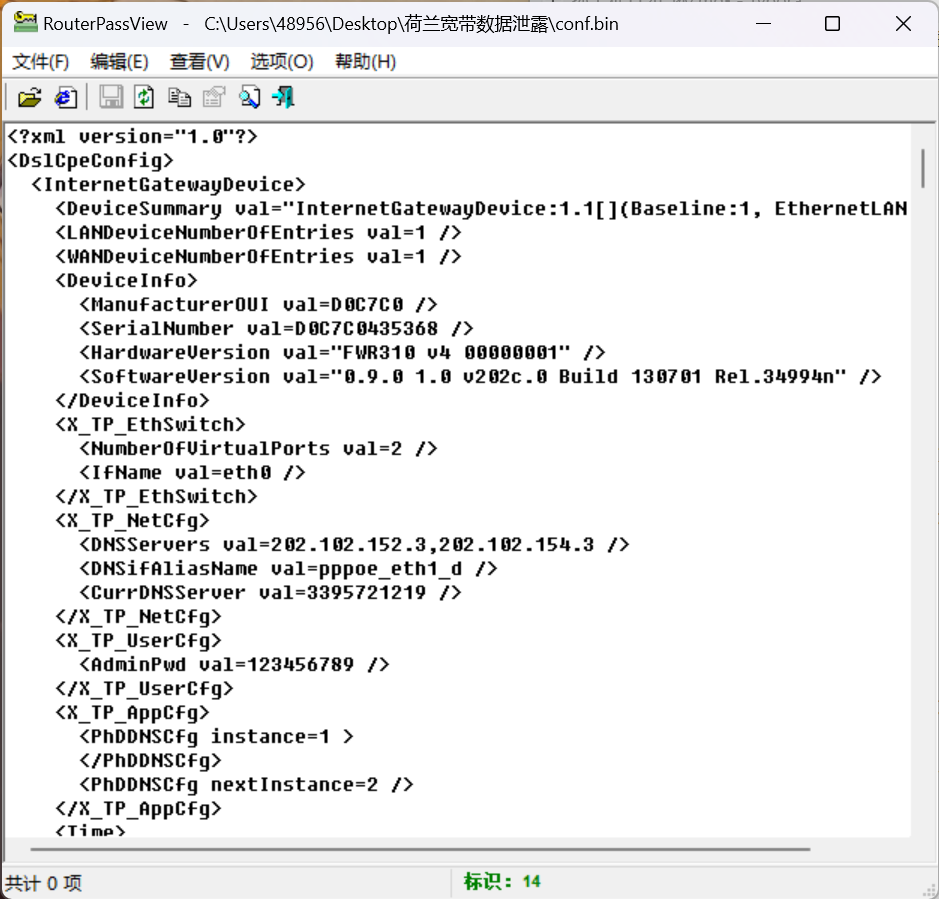 RouterPassView - C:\Users\48956\Desktop\荷兰宽带数据泄露\conf.bin
文件(F) 编辑(E) 查看(V) 选项(O) 帮助(H)
<?xml version="1.0"?>
<DslCpeConfig>
<InternetGatewayDevice>
<DeviceSummary val="InternetGatewayDevice:1.1[](Baseline:1, EthernetLAN
<LANDeviceNumberOfEntries val=1 />
<WANDeviceNumberOfEntries val=1 />
<DeviceInfo>
<ManufacturerOUI val=D0C7C0 />
<SerialNumber val=D0C7C0435368 />
<HardwareVersion val="FWR310 v4 00000001" />
<SoftwareVersion val="0.9.0 1.0 v202c.0 Build 130701 Rel.34994n" />
</DeviceInfo>
<X_TP_EthSwitch>
<NumberOfVirtualPorts val=2 />
<IfName val=eth0 />
</X_TP_EthSwitch>
<X_TP_NetCfg>
<DNSServers val=202.102.152.3,202.102.154.3 />
<DNSifAliasName val=pppoe_eth1_d />
<CurrDNSServer val=3395721219 />
</X_TP_NetCfg>
<X_TP_UserCfg>
<AdminPwd val=123456789 />
</X_TP_UserCfg>
<X_TP_AppCfg>
<PhDDNSCfg instance=1 >
</PhDDNSCfg>
<PhDDNSCfg nextInstance=2 />
</X_TP_AppCfg>
<Time>
共计 0 项 标识: 14